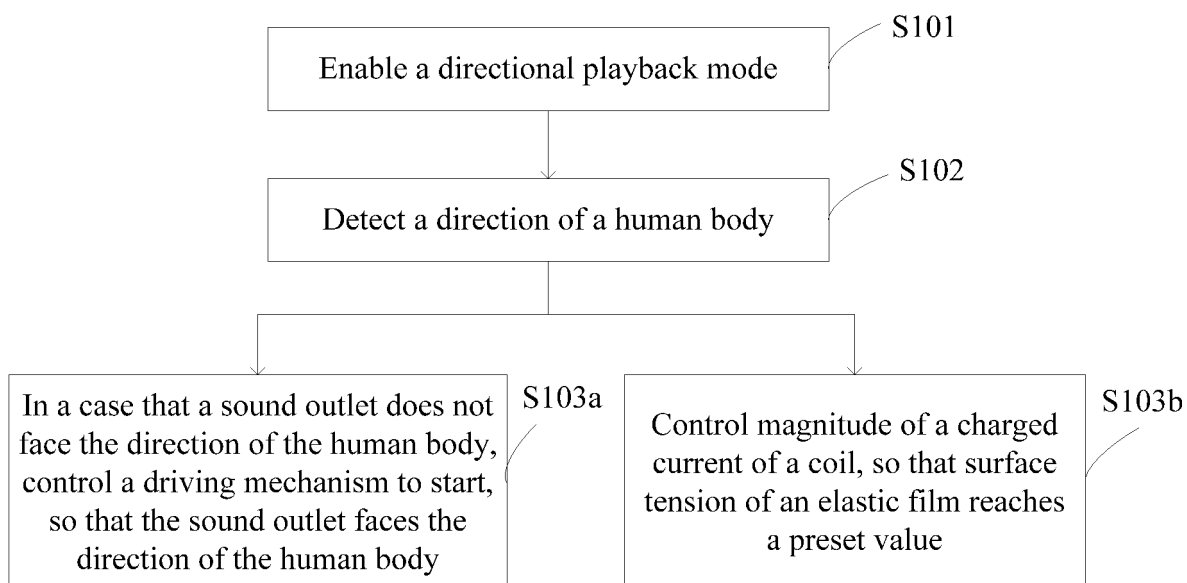 S101
Enable a directional playback mode
S102
Detect a direction of a human body
S103a
In a case that a sound outlet does not
face the direction of the human body,
control a driving mechanism to start,
so that the sound outlet faces the
direction of the human body
S103b
Control magnitude of a charged
current of a coil, so that surface
tension of an elastic film reaches
a preset value